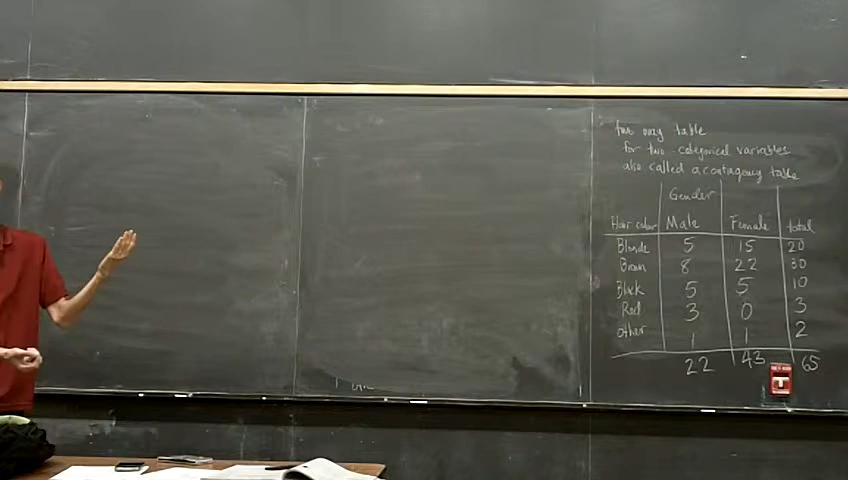 two way table
for two categorical variables
also called a contagency table
Gender
Hair color Male Female total
Blonde 5 15 20
Brown 8 22 30
Black 5 5 10
Red 3 0 3
other 1 1 2
22 43 65